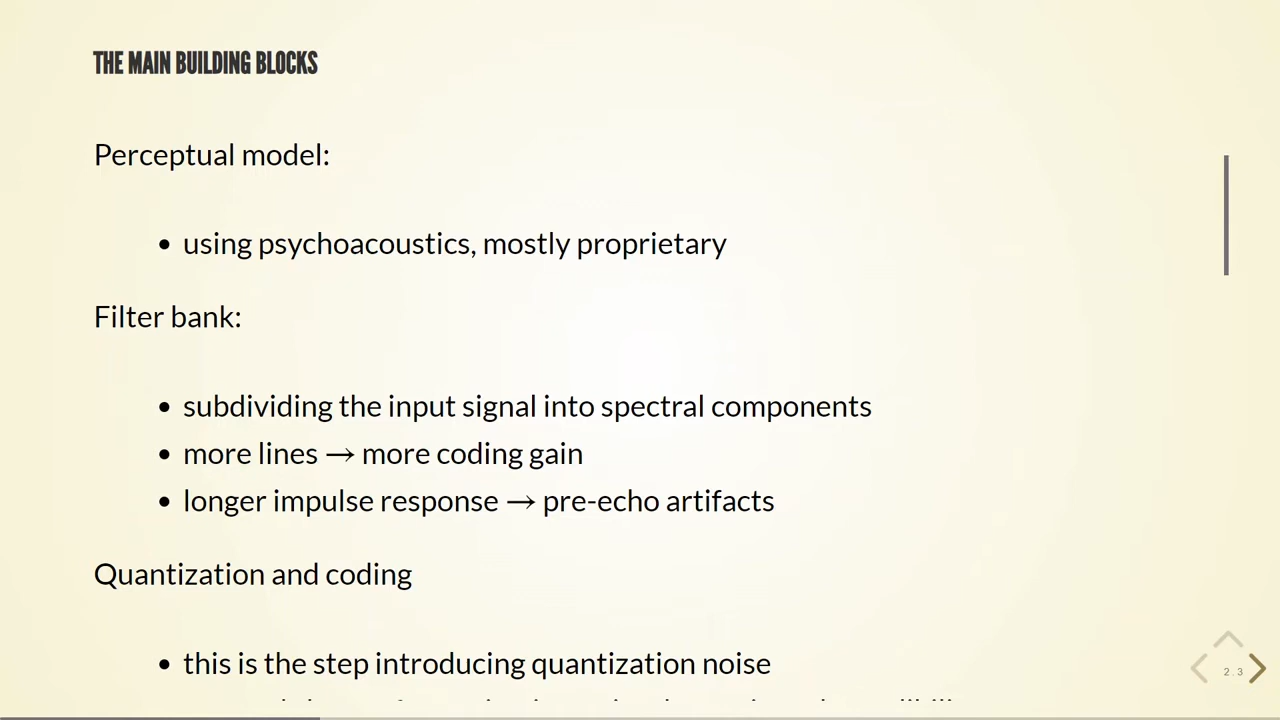 THE MAIN BUILDING BLOCKS
Perceptual model:
• using psychoacoustics, mostly proprietary
Filter bank:
• subdividing the input signal into spectral components
• more lines → more coding gain
• longer impulse response → pre-echo artifacts
Quantization and coding
• this is the step introducing quantization noise
2.3